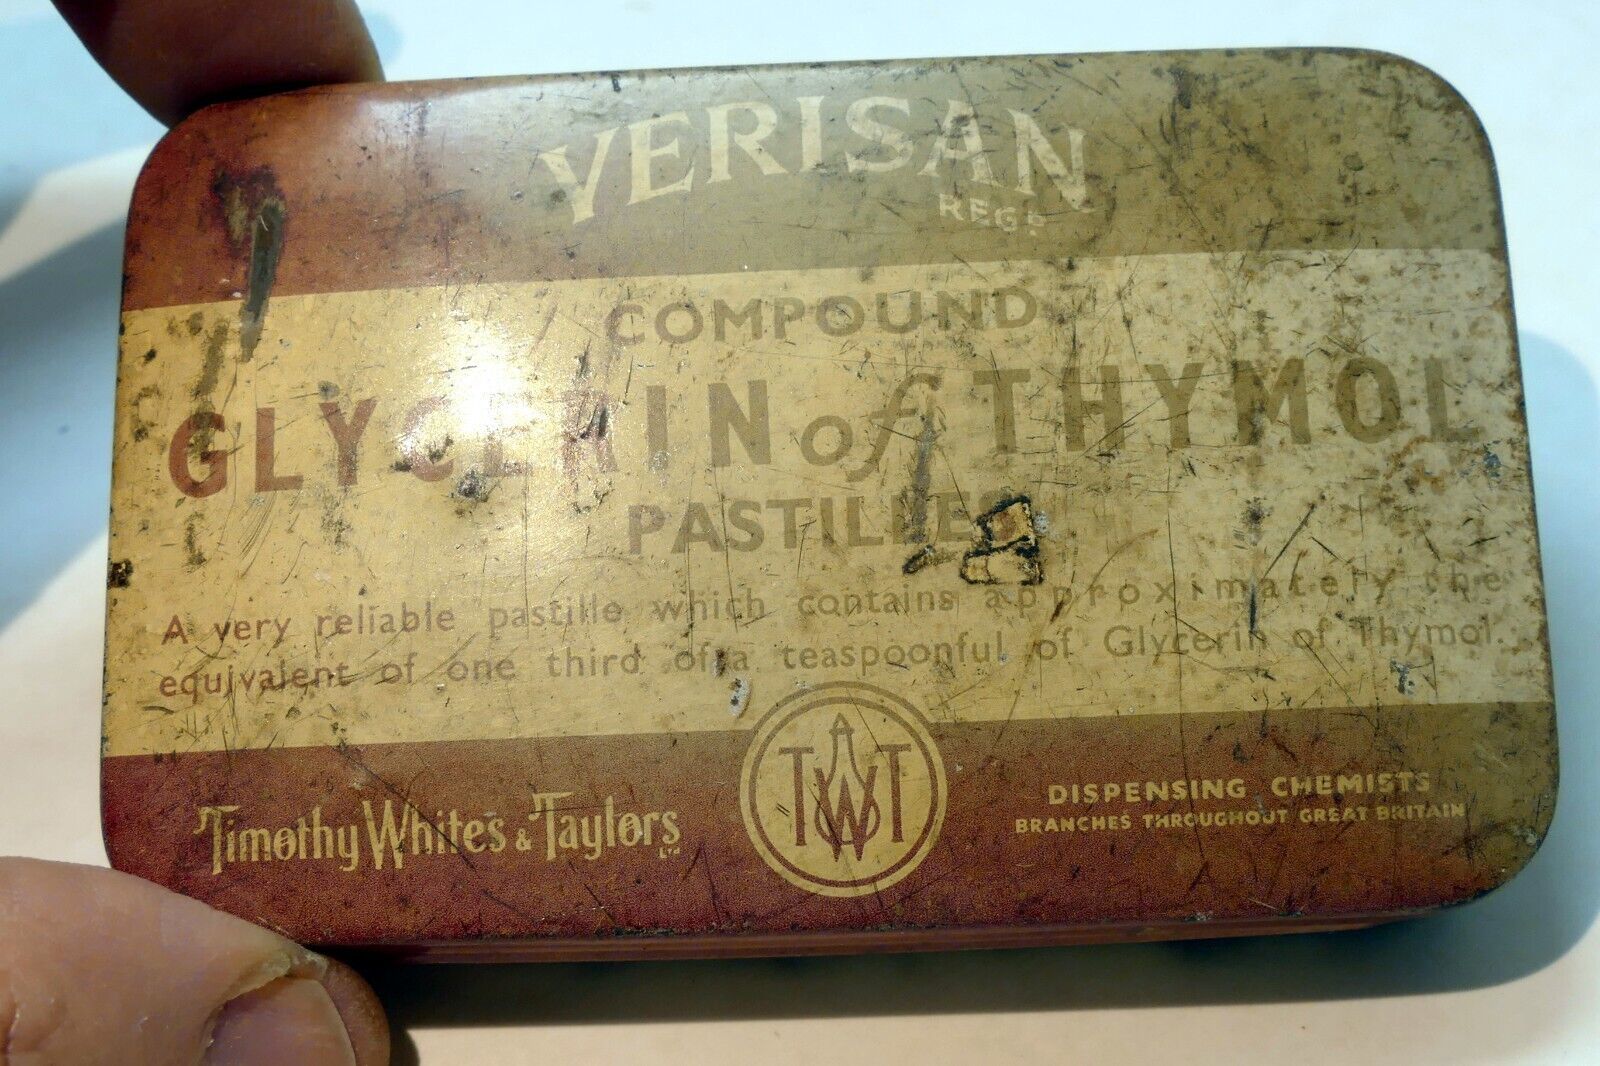 VERISAN
REGD
COMPOUND
GLYCERIN of THYMOL
PASTILLES
A very reliable pastille which contains approximately the
equivalent of one third of a teaspoonful of Glycerin of Thymol.
Timothy Whites & Taylors LTD
TWT
DISPENSING CHEMISTS
BRANCHES THROUGHOUT GREAT BRITAIN